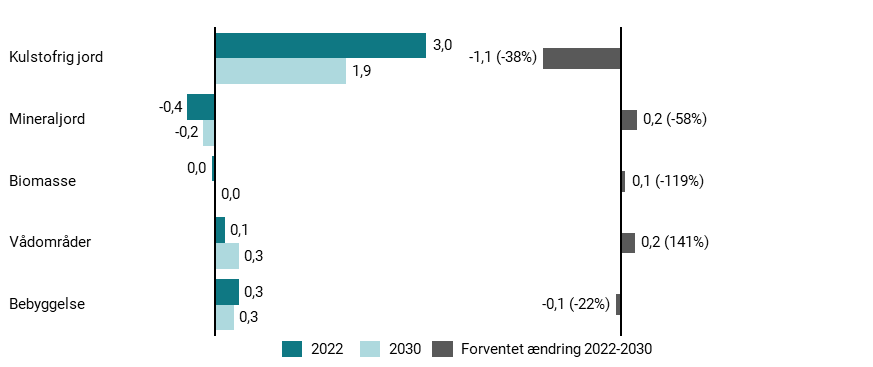 Kulstofrig jord
3,0
1,9
-1,1 (-38%)
Mineraljord
-0,4
-0,2
0,2 (-58%)
Biomasse
0,0
0,0
0,1 (-119%)
Vådområder
0,1
0,3
0,2 (141%)
Bebyggelse
0,3
0,3
-0,1 (-22%)
2022 2030 Forventet ændring 2022-2030